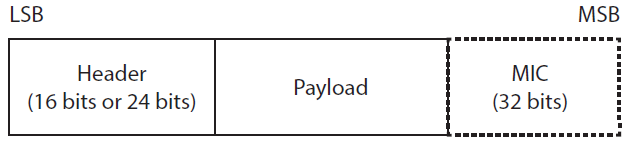 LSB MSB
Header
(16 bits or 24 bits)
Payload
MIC
(32 bits)